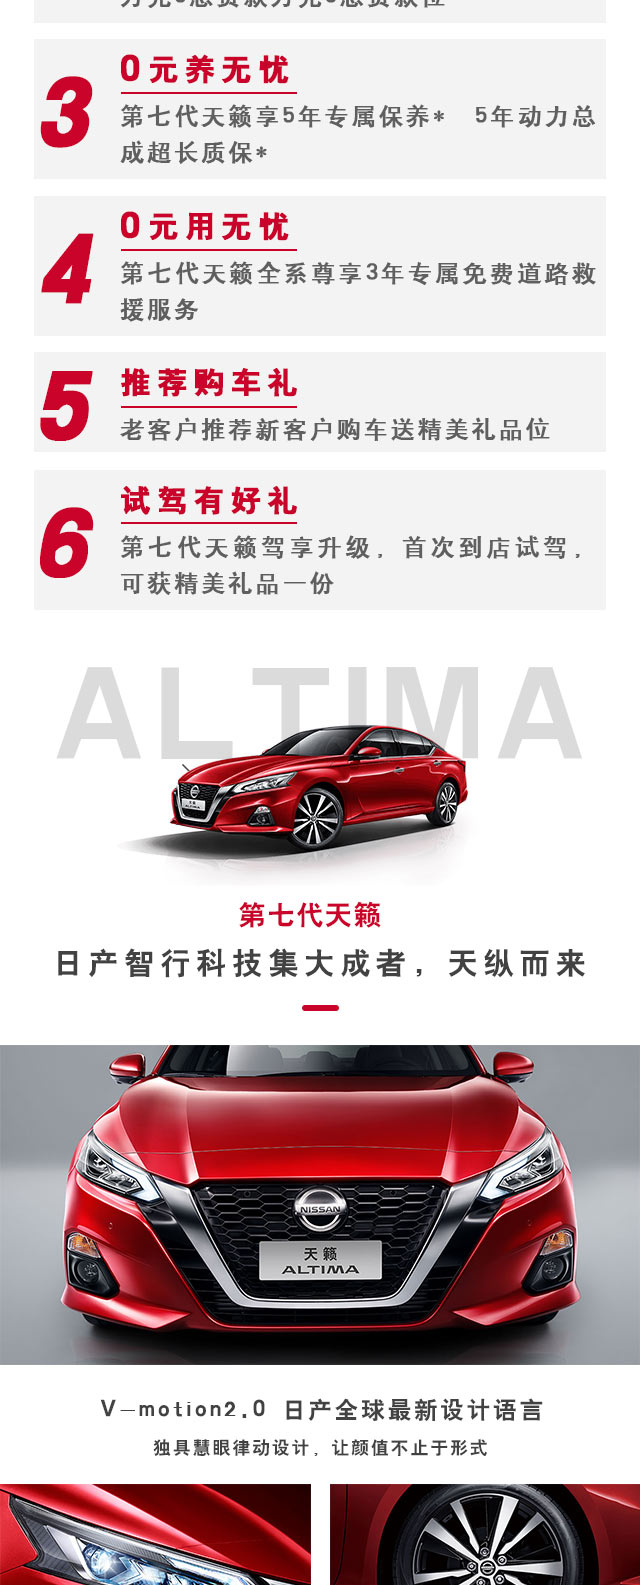 3
0元养无忧
第七代天籁享5年专属保养* 5年动力总
成超长质保*
4
0元用无忧
第七代天籁全系尊享3年专属免费道路救
援服务
5
推荐购车礼
老客户推荐新客户购车送精美礼品位
6
试驾有好礼
第七代天籁驾享升级，首次到店试驾，
可获精美礼品一份
ALTIMA
天籁
ALTIMA
第七代天籁
日产智行科技集大成者，天纵而来
NISSAN
天籁
ALTIMA
V-motion2.0 日产全球最新设计语言
独具慧眼律动设计，让颜值不止于形式